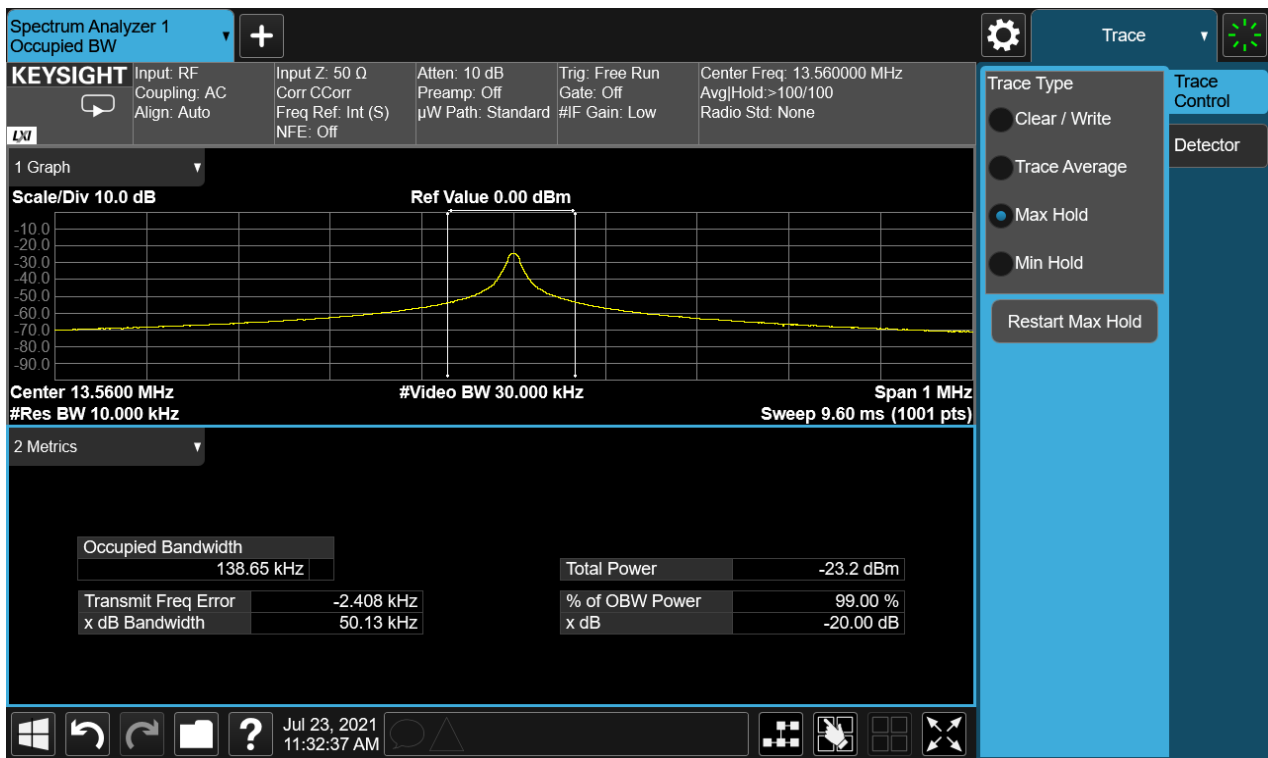 Spectrum Analyzer 1
Occupied BW
+
Trace
KEYSIGHT
LXI
Input: RF
Coupling: AC
Align: Auto
Input Z: 50 Ω
Corr CCorr
Freq Ref: Int (S)
NFE: Off
Atten: 10 dB
Preamp: Off
µW Path: Standard
Trig: Free Run
Gate: Off
#IF Gain: Low
Center Freq: 13.560000 MHz
Avg|Hold:>100/100
Radio Std: None
1 Graph
Scale/Div 10.0 dB
Ref Value 0.00 dBm
-10.0
-20.0
-30.0
-40.0
-50.0
-60.0
-70.0
-80.0
-90.0
Center 13.5600 MHz
#Video BW 30.000 kHz
Span 1 MHz
#Res BW 10.000 kHz
Sweep 9.60 ms (1001 pts)
2 Metrics
Occupied Bandwidth
138.65 kHz
Total Power -23.2 dBm
Transmit Freq Error -2.408 kHz
% of OBW Power 99.00 %
x dB Bandwidth 50.13 kHz
x dB -20.00 dB
?
Jul 23, 2021
11:32:37 AM
Trace Type
Clear / Write
Trace Average
Max Hold
Min Hold
Restart Max Hold
Trace
Control
Detector